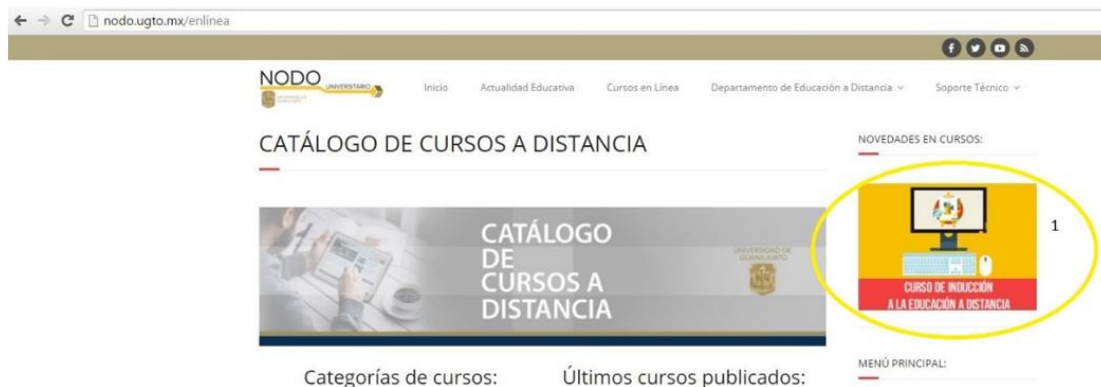 nodo.ugto.mx/enlinea
NODO UNIVERSITARIO
Inicio Actualidad Educativa Cursos en Línea Departamento de Educación a Distancia Soporte Técnico
CATÁLOGO DE CURSOS A DISTANCIA
NOVEDADES EN CURSOS:
CATÁLOGO
DE
CURSOS A
DISTANCIA
UNIVERSIDAD DE
GUANAJUATO
1
CURSO DE INDUCCIÓN
A LA EDUCACIÓN A DISTANCIA
MENÚ PRINCIPAL:
Categorías de cursos:
Últimos cursos publicados: